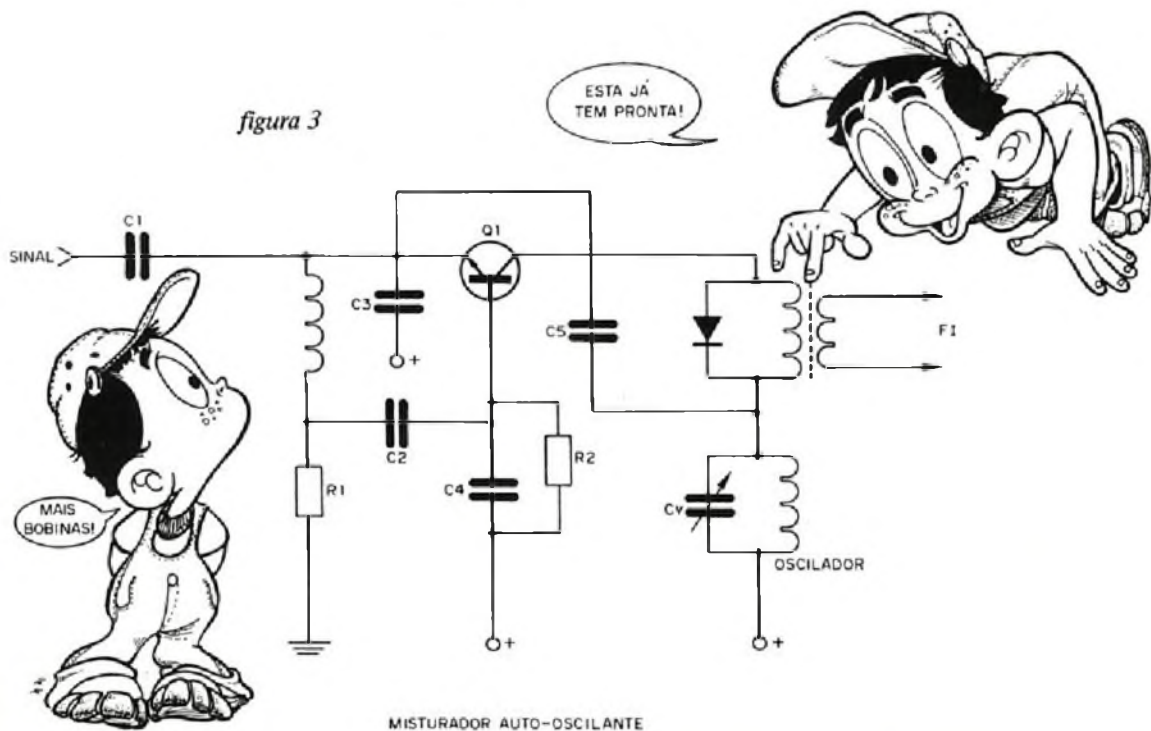 figura 3
ESTA JÁ
TEM PRONTA!
C1
Q1
SINAL
C3
+
C5
FI
C2
R1
C4
R2
Cv
MAIS
BOBINAS!
OSCILADOR
+
+
MISTURADOR AUTO-OSCILANTE